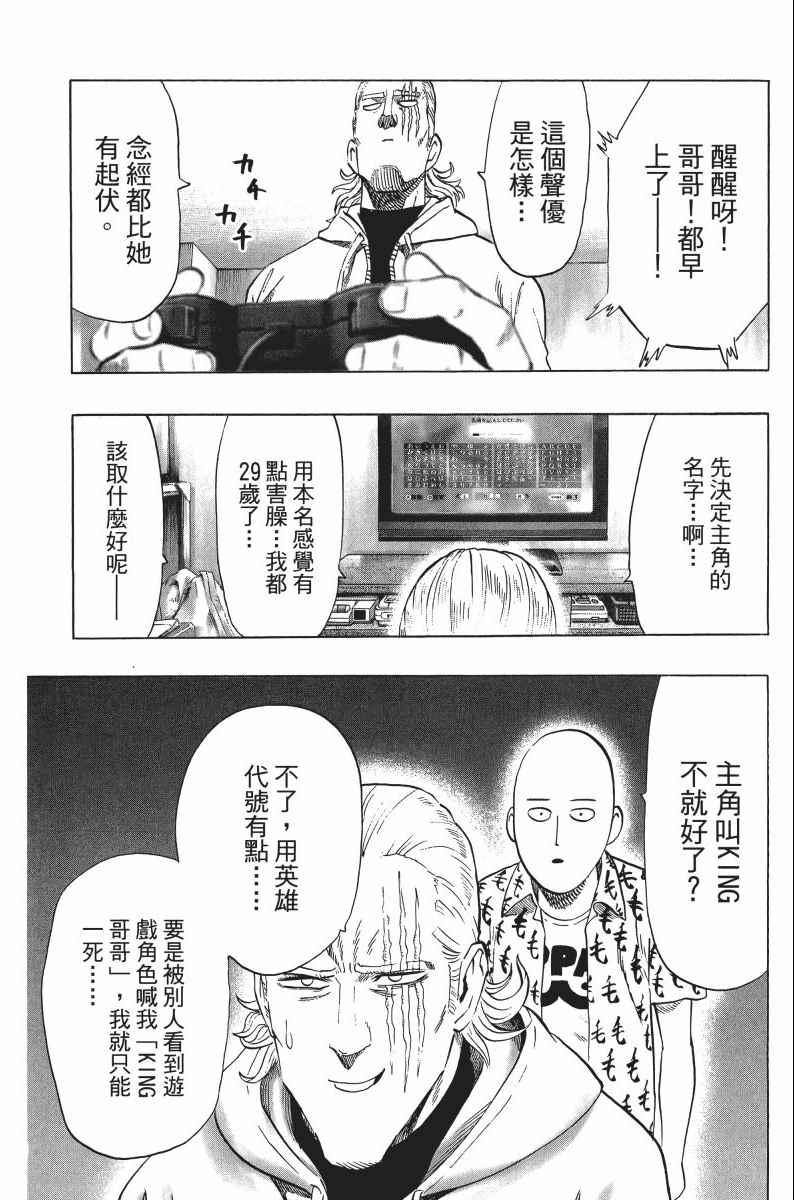 醒醒呀！
哥哥！都早
上了——！
這個聲優
是怎樣…
カチ
カチ
念經都比她
有起伏。
先決定主角的
名字…啊…
用本名感覺有
點害臊…我都
29歲了…
該取什麼好呢—
主角叫KING
不就好了？
不了，用英雄
代號有點……
要是被別人看到遊
戲角色喊我「KING
哥哥」，我就只能
一死……